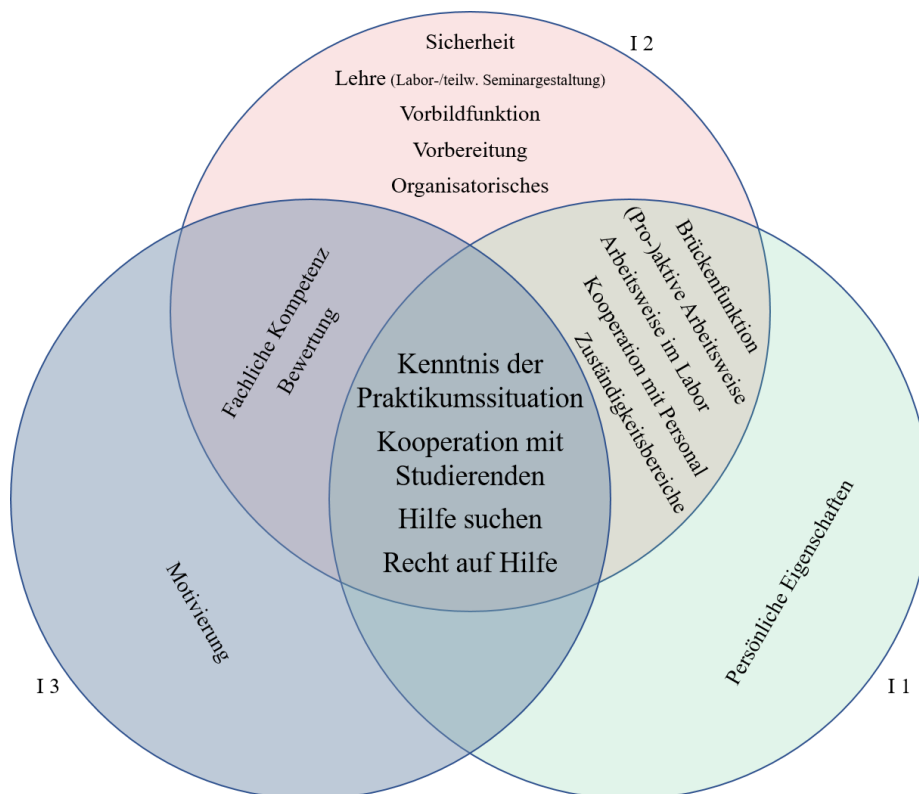 Sicherheit
I 2
Lehre (Labor-/teilw. Seminargestaltung)
Vorbildfunktion
Vorbereitung
Organisatorisches
Fachliche Kompetenz
Bewertung
Brückenfunktion
(Pro-)aktive Arbeitsweise
Arbeitsweise im Labor
Kooperation mit Personal
Zuständigkeitsbereiche
Kenntnis der
Praktikumssituation
Kooperation mit
Studierenden
Hilfe suchen
Recht auf Hilfe
Motivierung
Persönliche Eigenschaften
I 3
I 1